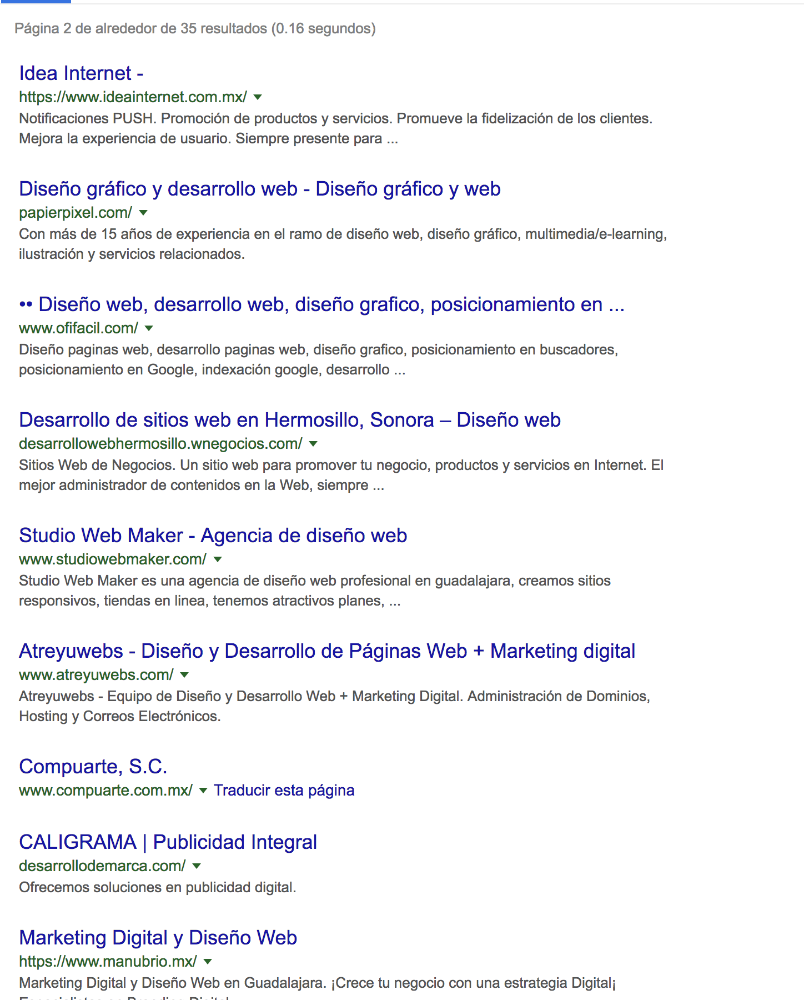 Página 2 de alrededor de 35 resultados (0.16 segundos)
Idea Internet -
https://www.ideainternet.com.mx/
Notificaciones PUSH. Promoción de productos y servicios. Promueve la fidelización de los clientes.
Mejora la experiencia de usuario. Siempre presente para ...
Diseño gráfico y desarrollo web - Diseño gráfico y web
papierpixel.com/
Con más de 15 años de experiencia en el ramo de diseño web, diseño gráfico, multimedia/e-learning,
ilustración y servicios relacionados.
•• Diseño web, desarrollo web, diseño grafico, posicionamiento en ...
www.ofifacil.com/
Diseño paginas web, desarrollo paginas web, diseño grafico, posicionamiento en buscadores,
posicionamiento en Google, indexación google, desarrollo ...
Desarrollo de sitios web en Hermosillo, Sonora – Diseño web
desarrollowebhermosillo.wnegocios.com/
Sitios Web de Negocios. Un sitio web para promover tu negocio, productos y servicios en Internet. El
mejor administrador de contenidos en la Web, siempre ...
Studio Web Maker - Agencia de diseño web
www.studiowebmaker.com/
Studio Web Maker es una agencia de diseño web profesional en guadalajara, creamos sitios
responsivos, tiendas en linea, tenemos atractivos planes, ...
Atreyuwebs - Diseño y Desarrollo de Páginas Web + Marketing digital
www.atreyuwebs.com/
Atreyuwebs - Equipo de Diseño y Desarrollo Web + Marketing Digital. Administración de Dominios,
Hosting y Correos Electrónicos.
Compuarte, S.C.
www.compuarte.com.mx/ Traducir esta página
CALIGRAMA | Publicidad Integral
desarrollodemarca.com/
Ofrecemos soluciones en publicidad digital.
Marketing Digital y Diseño Web
https://www.manubrio.mx/
Marketing Digital y Diseño Web en Guadalajara. ¡Crece tu negocio con una estrategia Digital¡